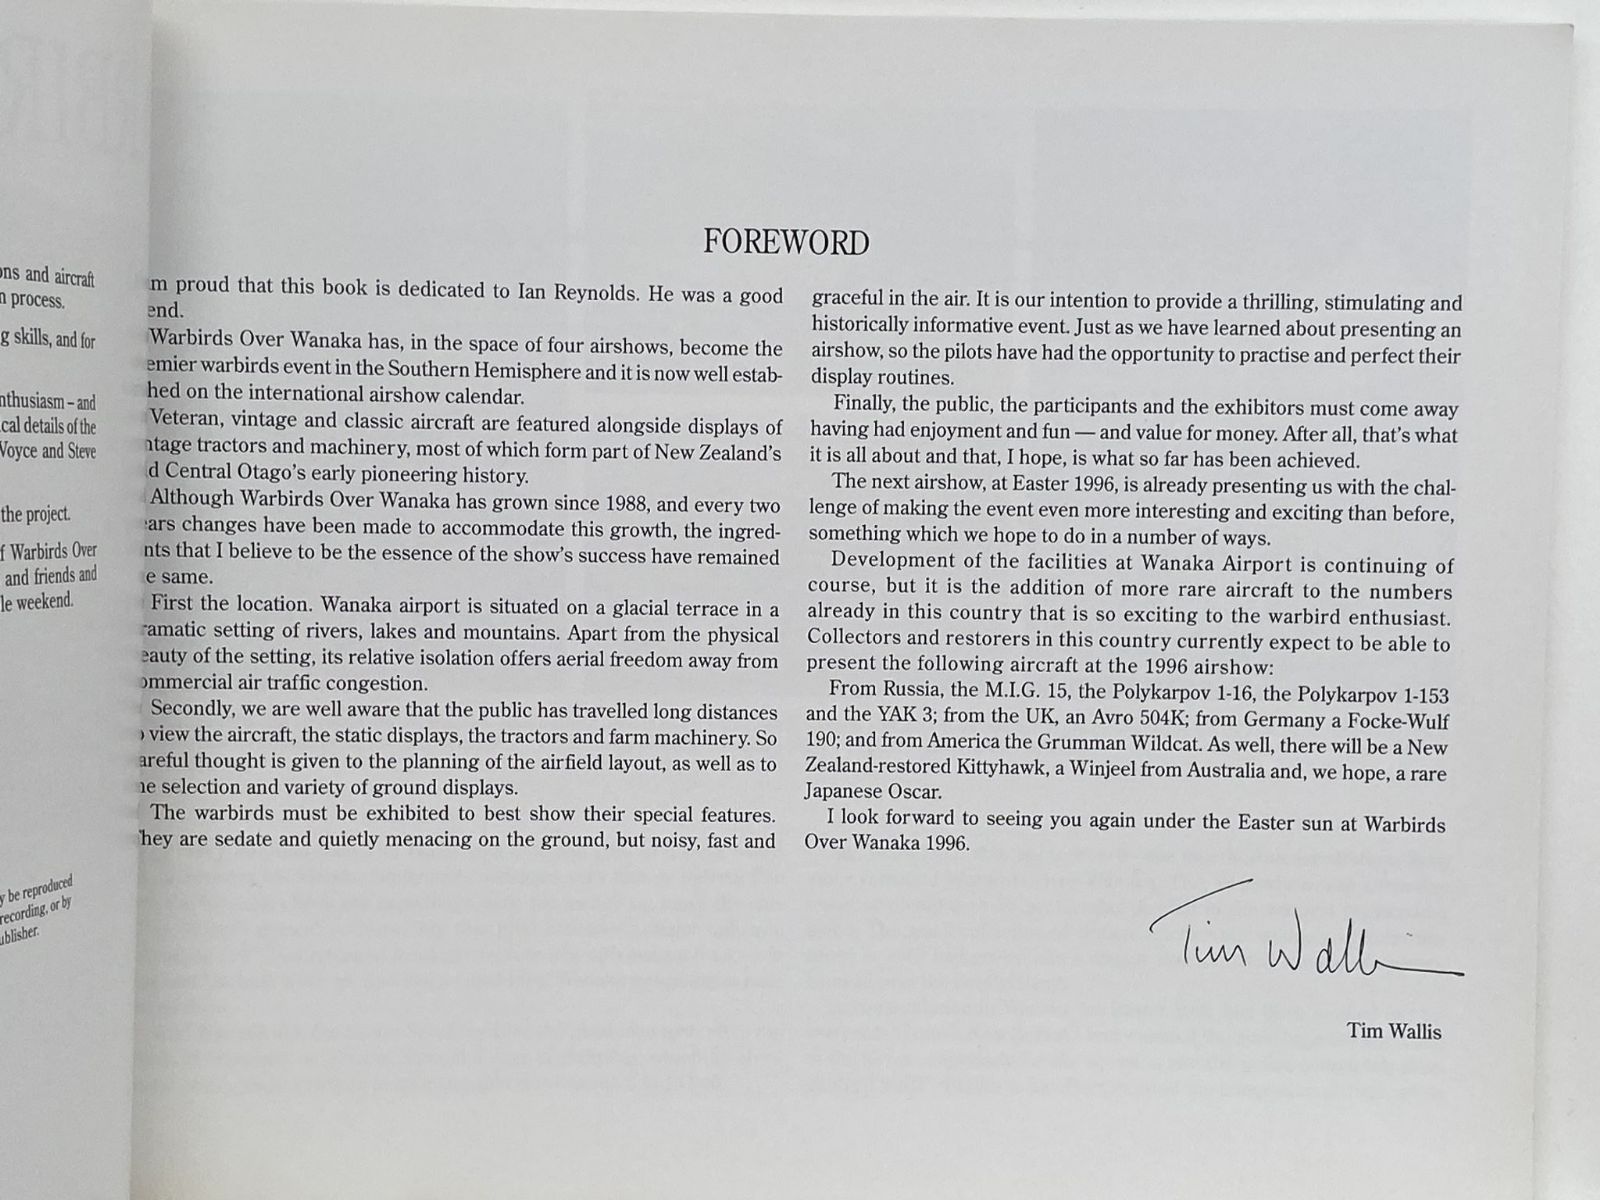 ons and aircraft
n process.
g skills, and for
nthusiasm – and
cal details of the
Voyce and Steve
the project.
f Warbirds Over
and friends and
le weekend.
y be reproduced
recording, or by
ublisher.
FOREWORD
m proud that this book is dedicated to Ian Reynolds. He was a good
end.
Warbirds Over Wanaka has, in the space of four airshows, become the
emier warbirds event in the Southern Hemisphere and it is now well estab-
hed on the international airshow calendar.
Veteran, vintage and classic aircraft are featured alongside displays of
ntage tractors and machinery, most of which form part of New Zealand's
d Central Otago's early pioneering history.
Although Warbirds Over Wanaka has grown since 1988, and every two
ars changes have been made to accommodate this growth, the ingred-
nts that I believe to be the essence of the show's success have remained
e same.
First the location. Wanaka airport is situated on a glacial terrace in a
ramatic setting of rivers, lakes and mountains. Apart from the physical
eauty of the setting, its relative isolation offers aerial freedom away from
ommercial air traffic congestion.
Secondly, we are well aware that the public has travelled long distances
o view the aircraft, the static displays, the tractors and farm machinery. So
areful thought is given to the planning of the airfield layout, as well as to
he selection and variety of ground displays.
The warbirds must be exhibited to best show their special features.
They are sedate and quietly menacing on the ground, but noisy, fast and
graceful in the air. It is our intention to provide a thrilling, stimulating and
historically informative event. Just as we have learned about presenting an
airshow, so the pilots have had the opportunity to practise and perfect their
display routines.
Finally, the public, the participants and the exhibitors must come away
having had enjoyment and fun — and value for money. After all, that's what
it is all about and that, I hope, is what so far has been achieved.
The next airshow, at Easter 1996, is already presenting us with the chal-
lenge of making the event even more interesting and exciting than before,
something which we hope to do in a number of ways.
Development of the facilities at Wanaka Airport is continuing of
course, but it is the addition of more rare aircraft to the numbers
already in this country that is so exciting to the warbird enthusiast.
Collectors and restorers in this country currently expect to be able to
present the following aircraft at the 1996 airshow:
From Russia, the M.I.G. 15, the Polykarpov 1-16, the Polykarpov 1-153
and the YAK 3; from the UK, an Avro 504K; from Germany a Focke-Wulf
190; and from America the Grumman Wildcat. As well, there will be a New
Zealand-restored Kittyhawk, a Winjeel from Australia and, we hope, a rare
Japanese Oscar.
I look forward to seeing you again under the Easter sun at Warbirds
Over Wanaka 1996.
Tim Wallis
Tim Wallis